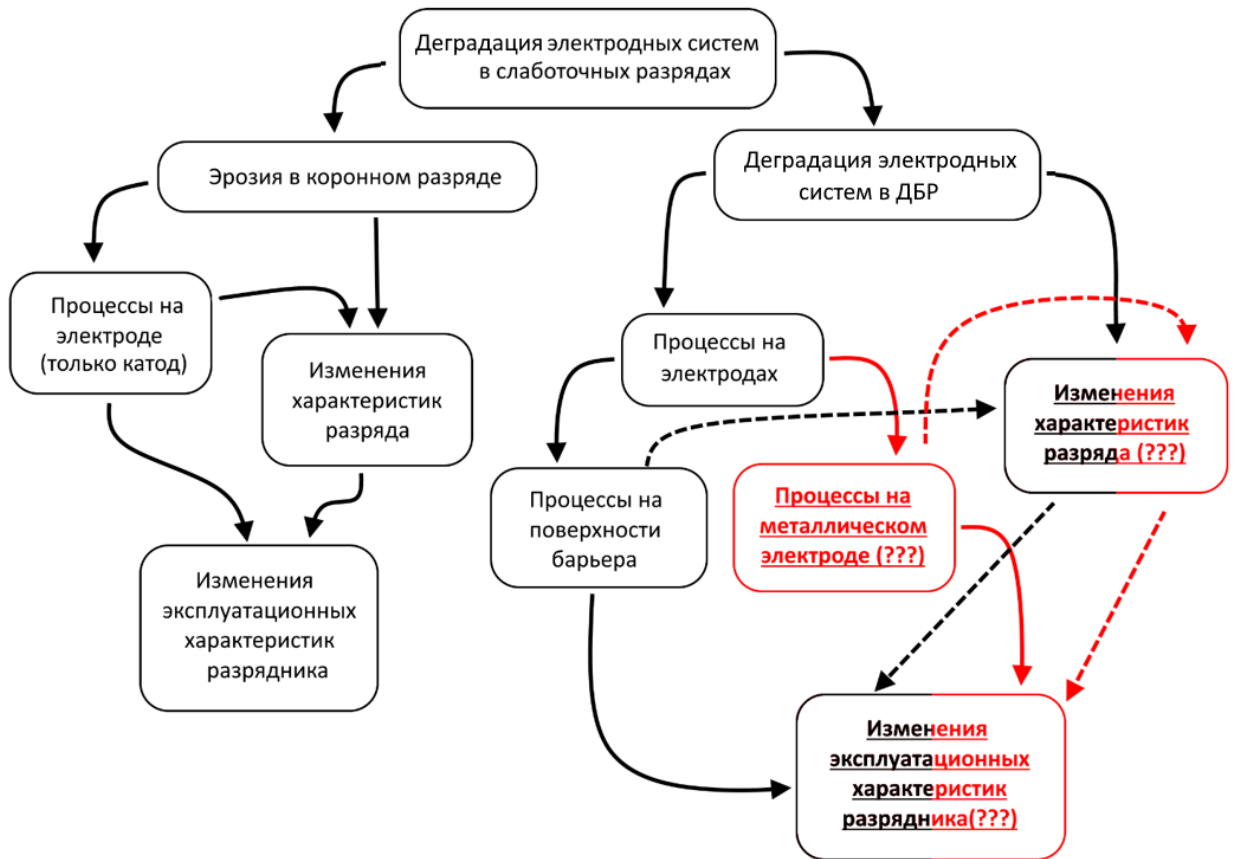 Деградация электродных систем
в слаботочных разрядах
Эрозия в коронном разряде
Деградация электродных
систем в ДБР
Процессы на
электроде
(только катод)
Изменения
характеристик
разряда
Процессы на
электродах
Изменения
характеристик
разряда (???)
Процессы на
поверхности
барьера
Процессы на
металлическом
электроде (???)
Изменения
эксплуатационных
характеристик
разрядника
Изменения
эксплуатационных
характеристик
разрядника(???)